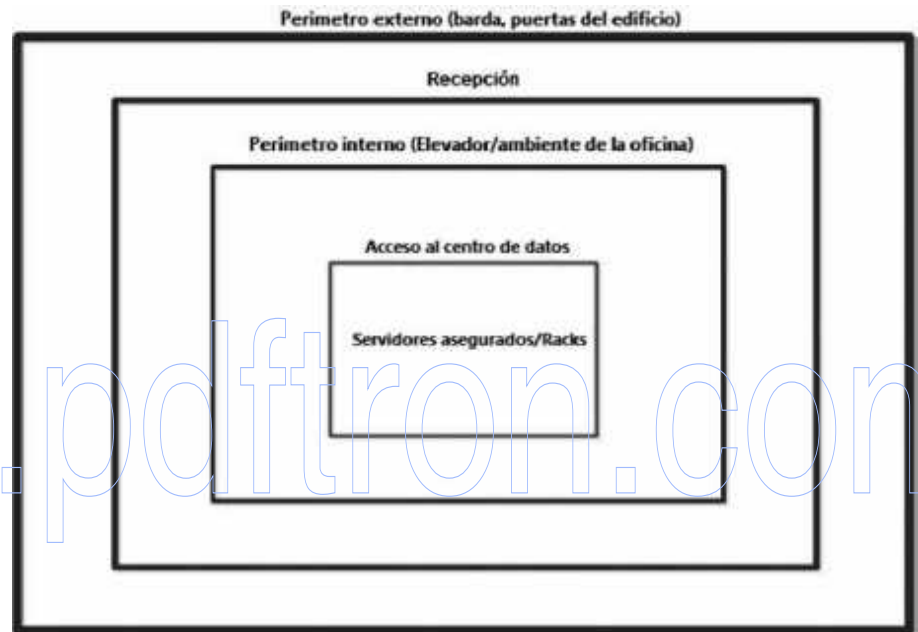 Perimetro externo (barda, puertas del edificio)
Recepción
Perimetro interno (Elevador/ambiente de la oficina)
Acceso al centro de datos
Servidores asegurados/Racks
.pdftron.com